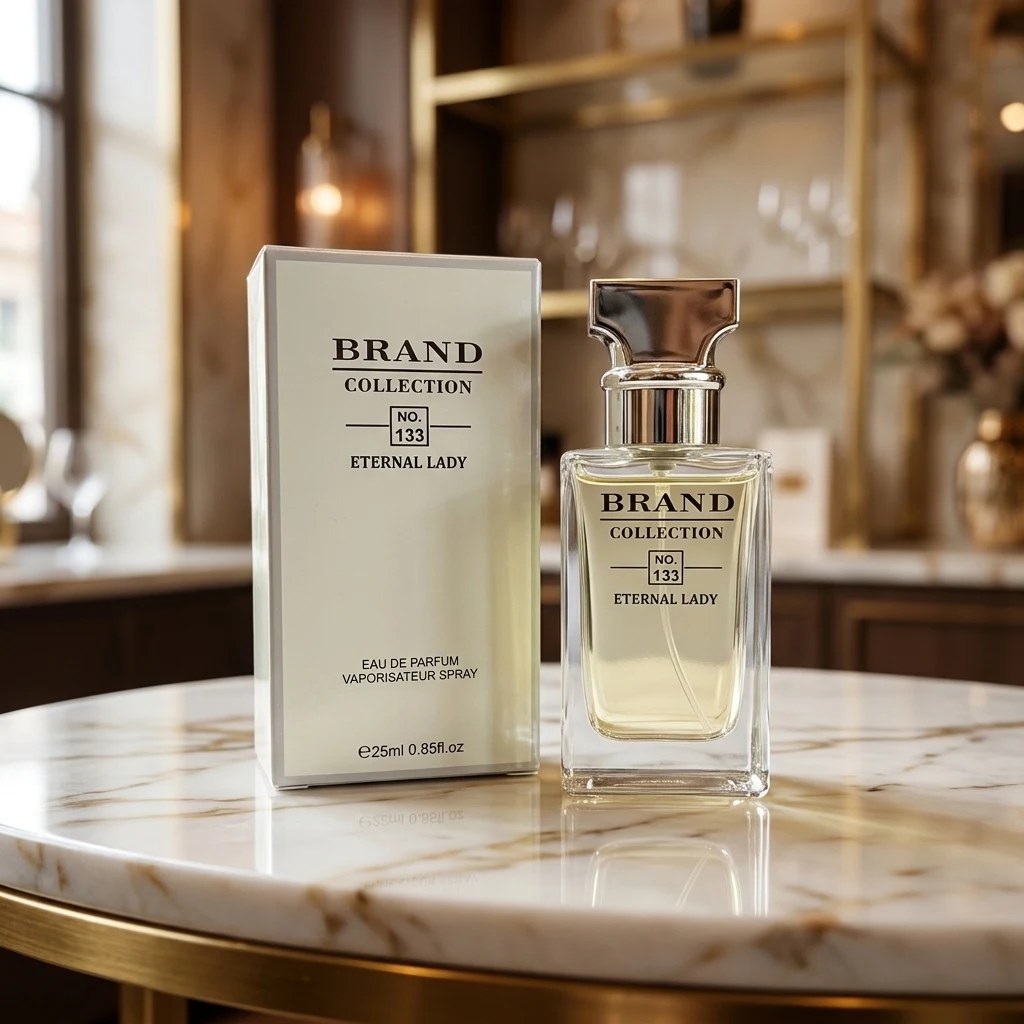 BRAND
COLLECTION
NO.
133
ETERNAL LADY
EAU DE PARFUM
VAPORISATEUR SPRAY
℮25ml 0.85fl.oz
BRAND
COLLECTION
NO.
133
ETERNAL LADY